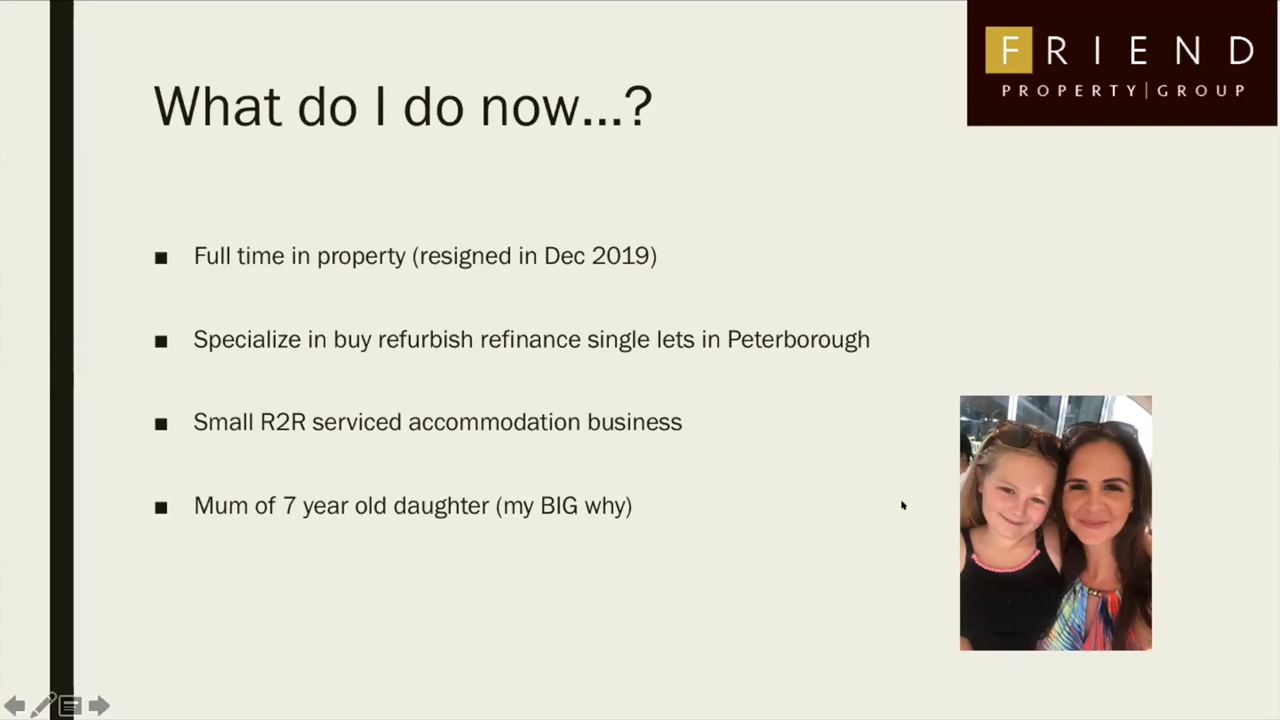 FRIEND
PROPERTY|GROUP
What do I do now...?
■ Full time in property (resigned in Dec 2019)
■ Specialize in buy refurbish refinance single lets in Peterborough
■ Small R2R serviced accommodation business
■ Mum of 7 year old daughter (my BIG why)